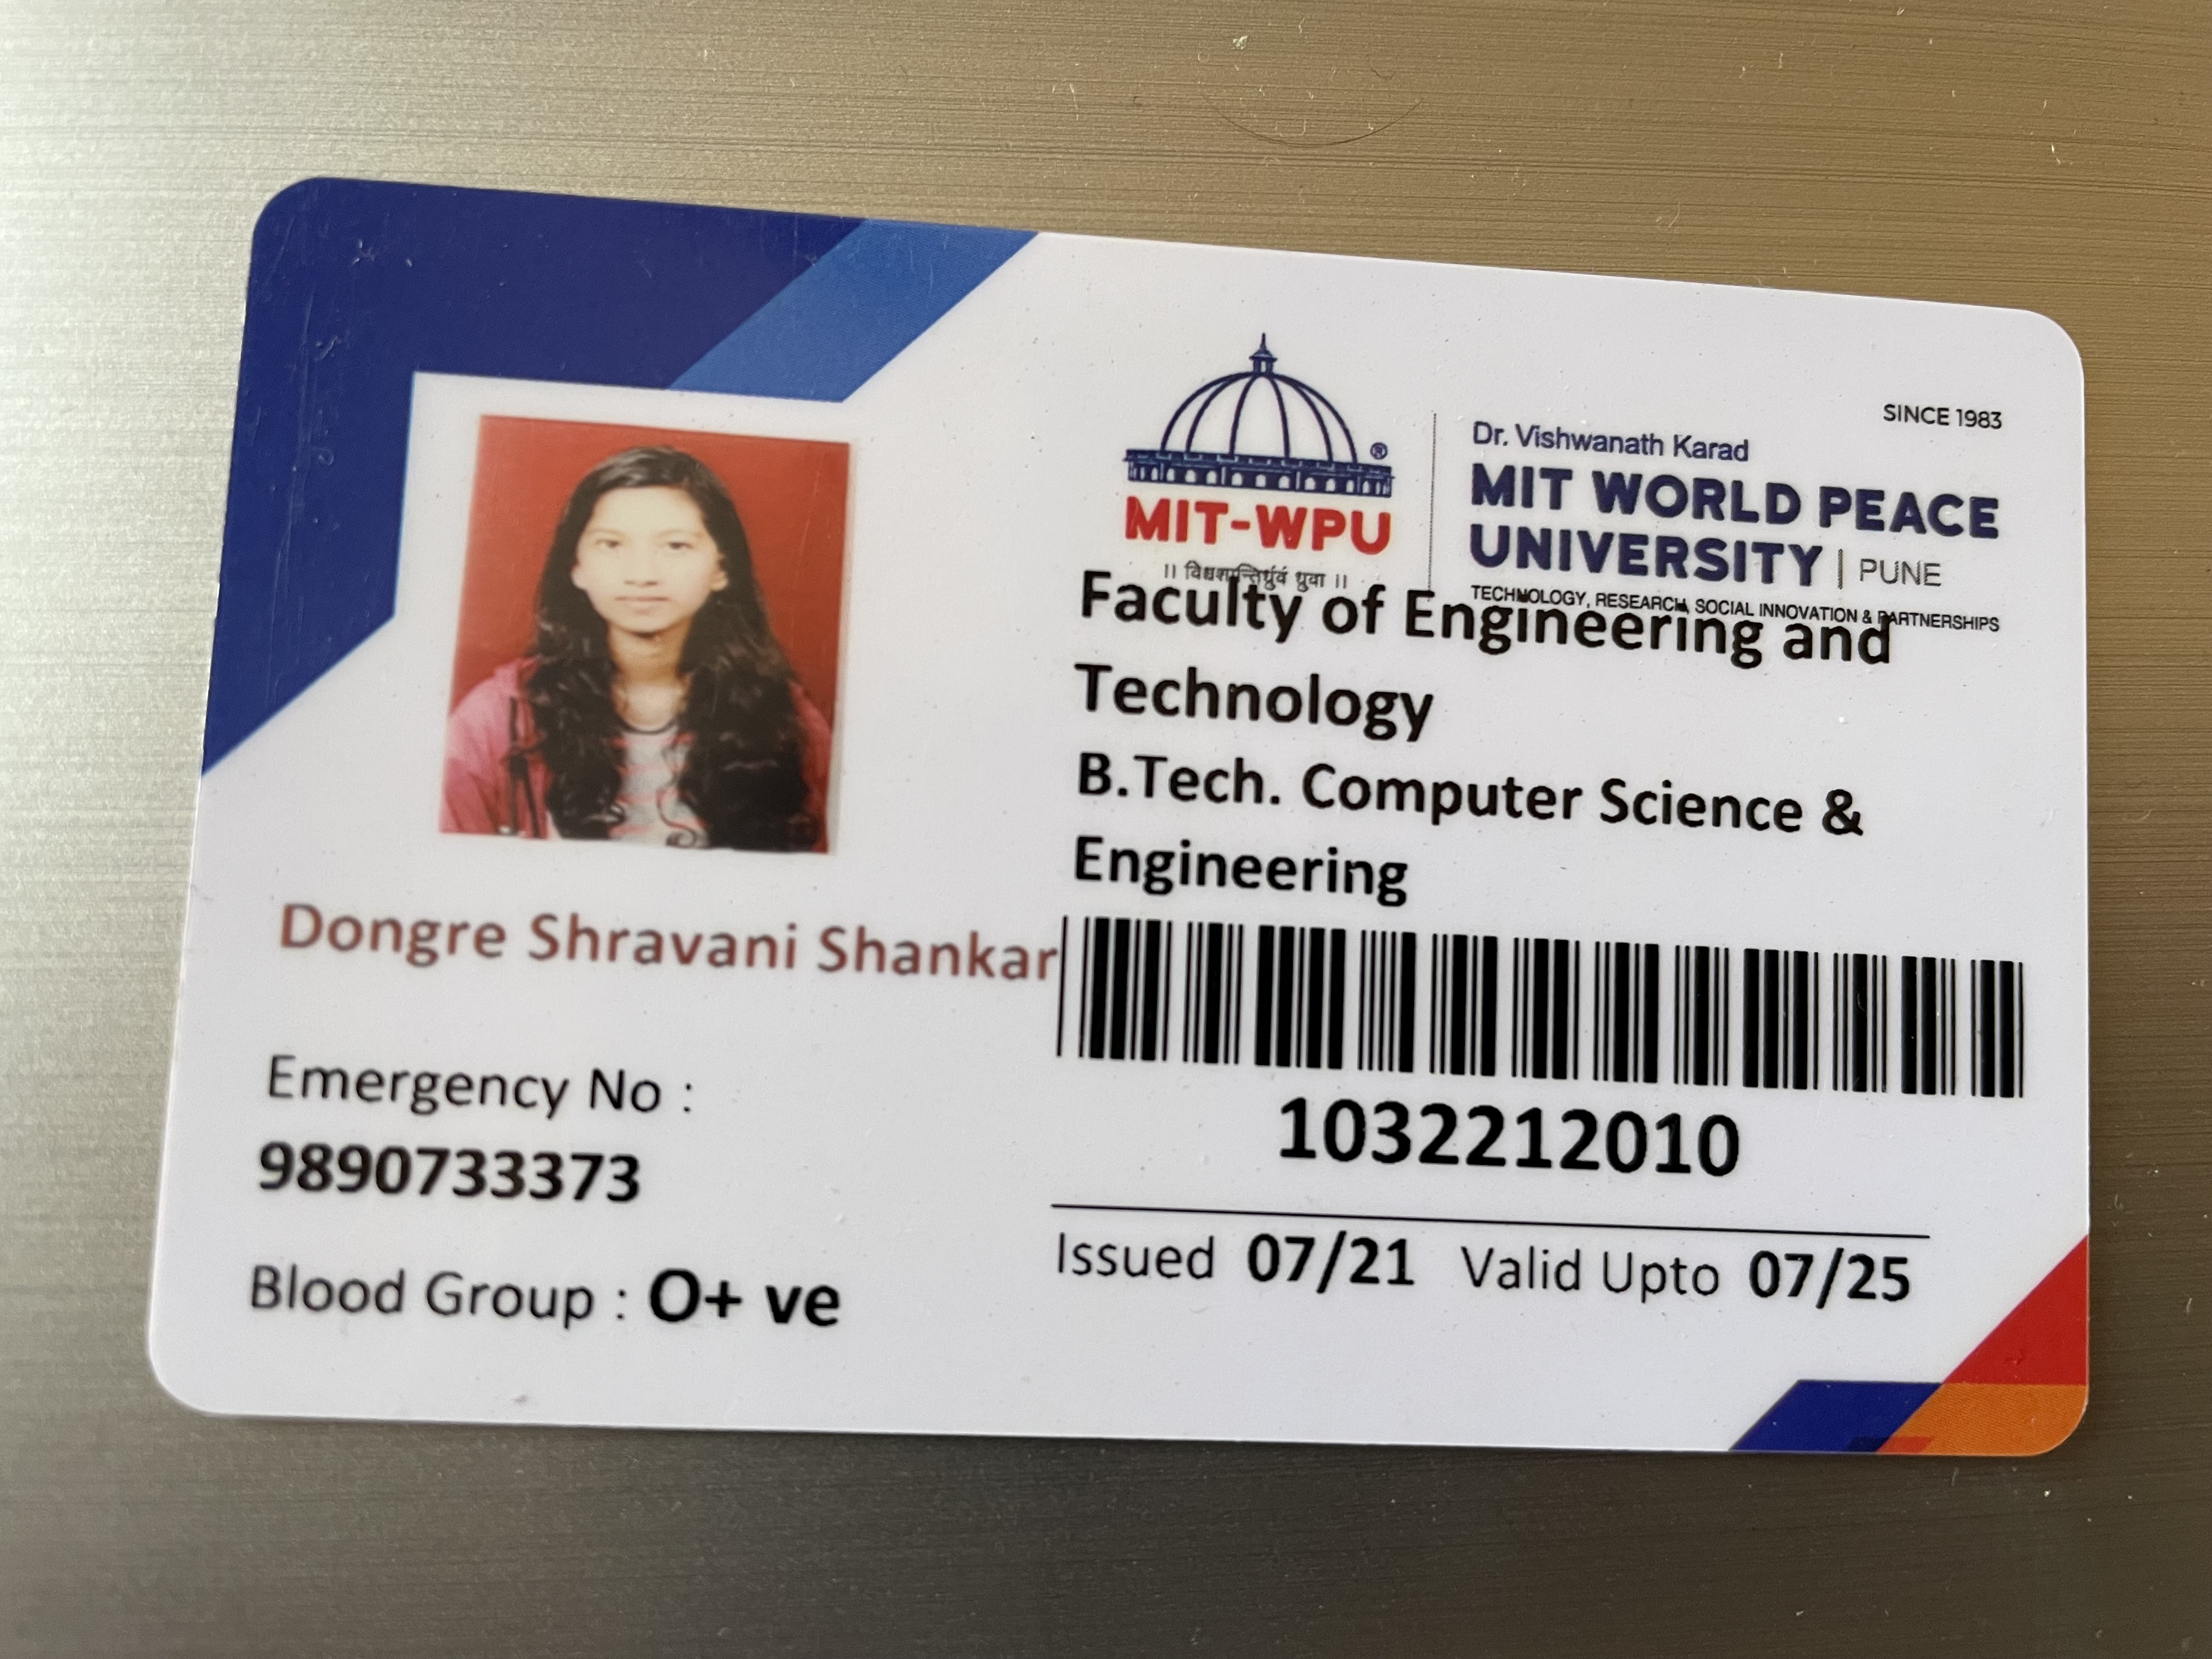 SINCE 1983
Dr. Vishwanath Karad
MIT WORLD PEACE
UNIVERSITY | PUNE
TECHNOLOGY, RESEARCH, SOCIAL INNOVATION & PARTNERSHIPS
®
MIT-WPU
Faculty of Engineering and
Technology
B.Tech. Computer Science &
Engineering
Dongre Shravani Shankar
Emergency No :
9890733373
Blood Group : O+ ve
1032212010
Issued 07/21 Valid Upto 07/25